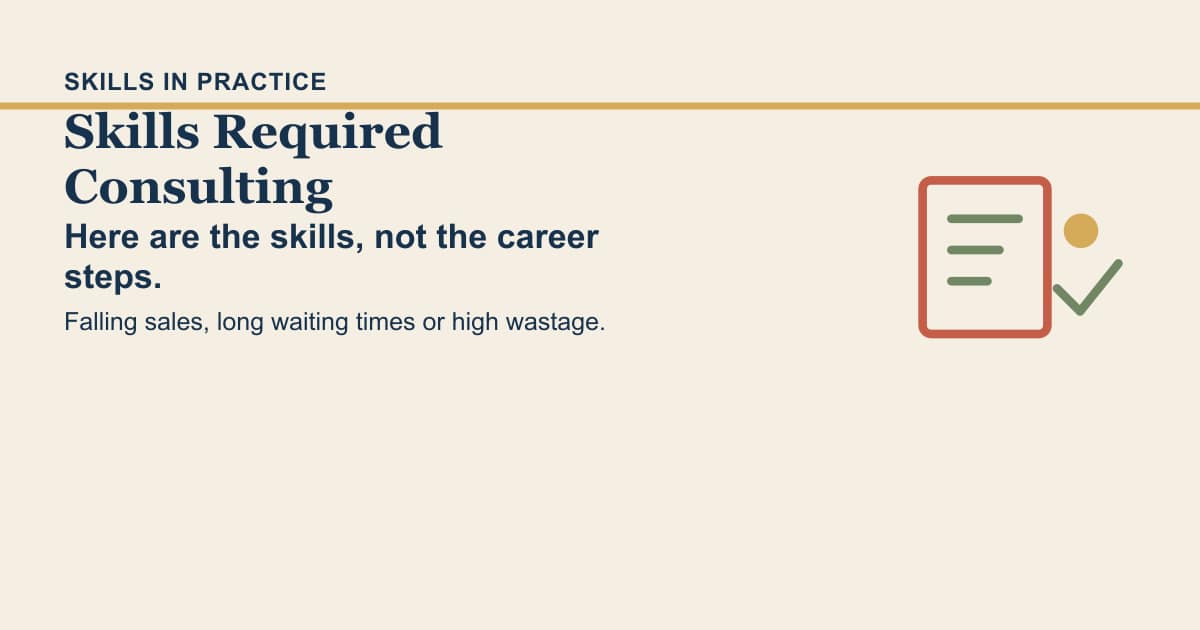 SKILLS IN PRACTICE
Skills Required
Consulting
Here are the skills, not the career
steps.
Falling sales, long waiting times or high wastage.